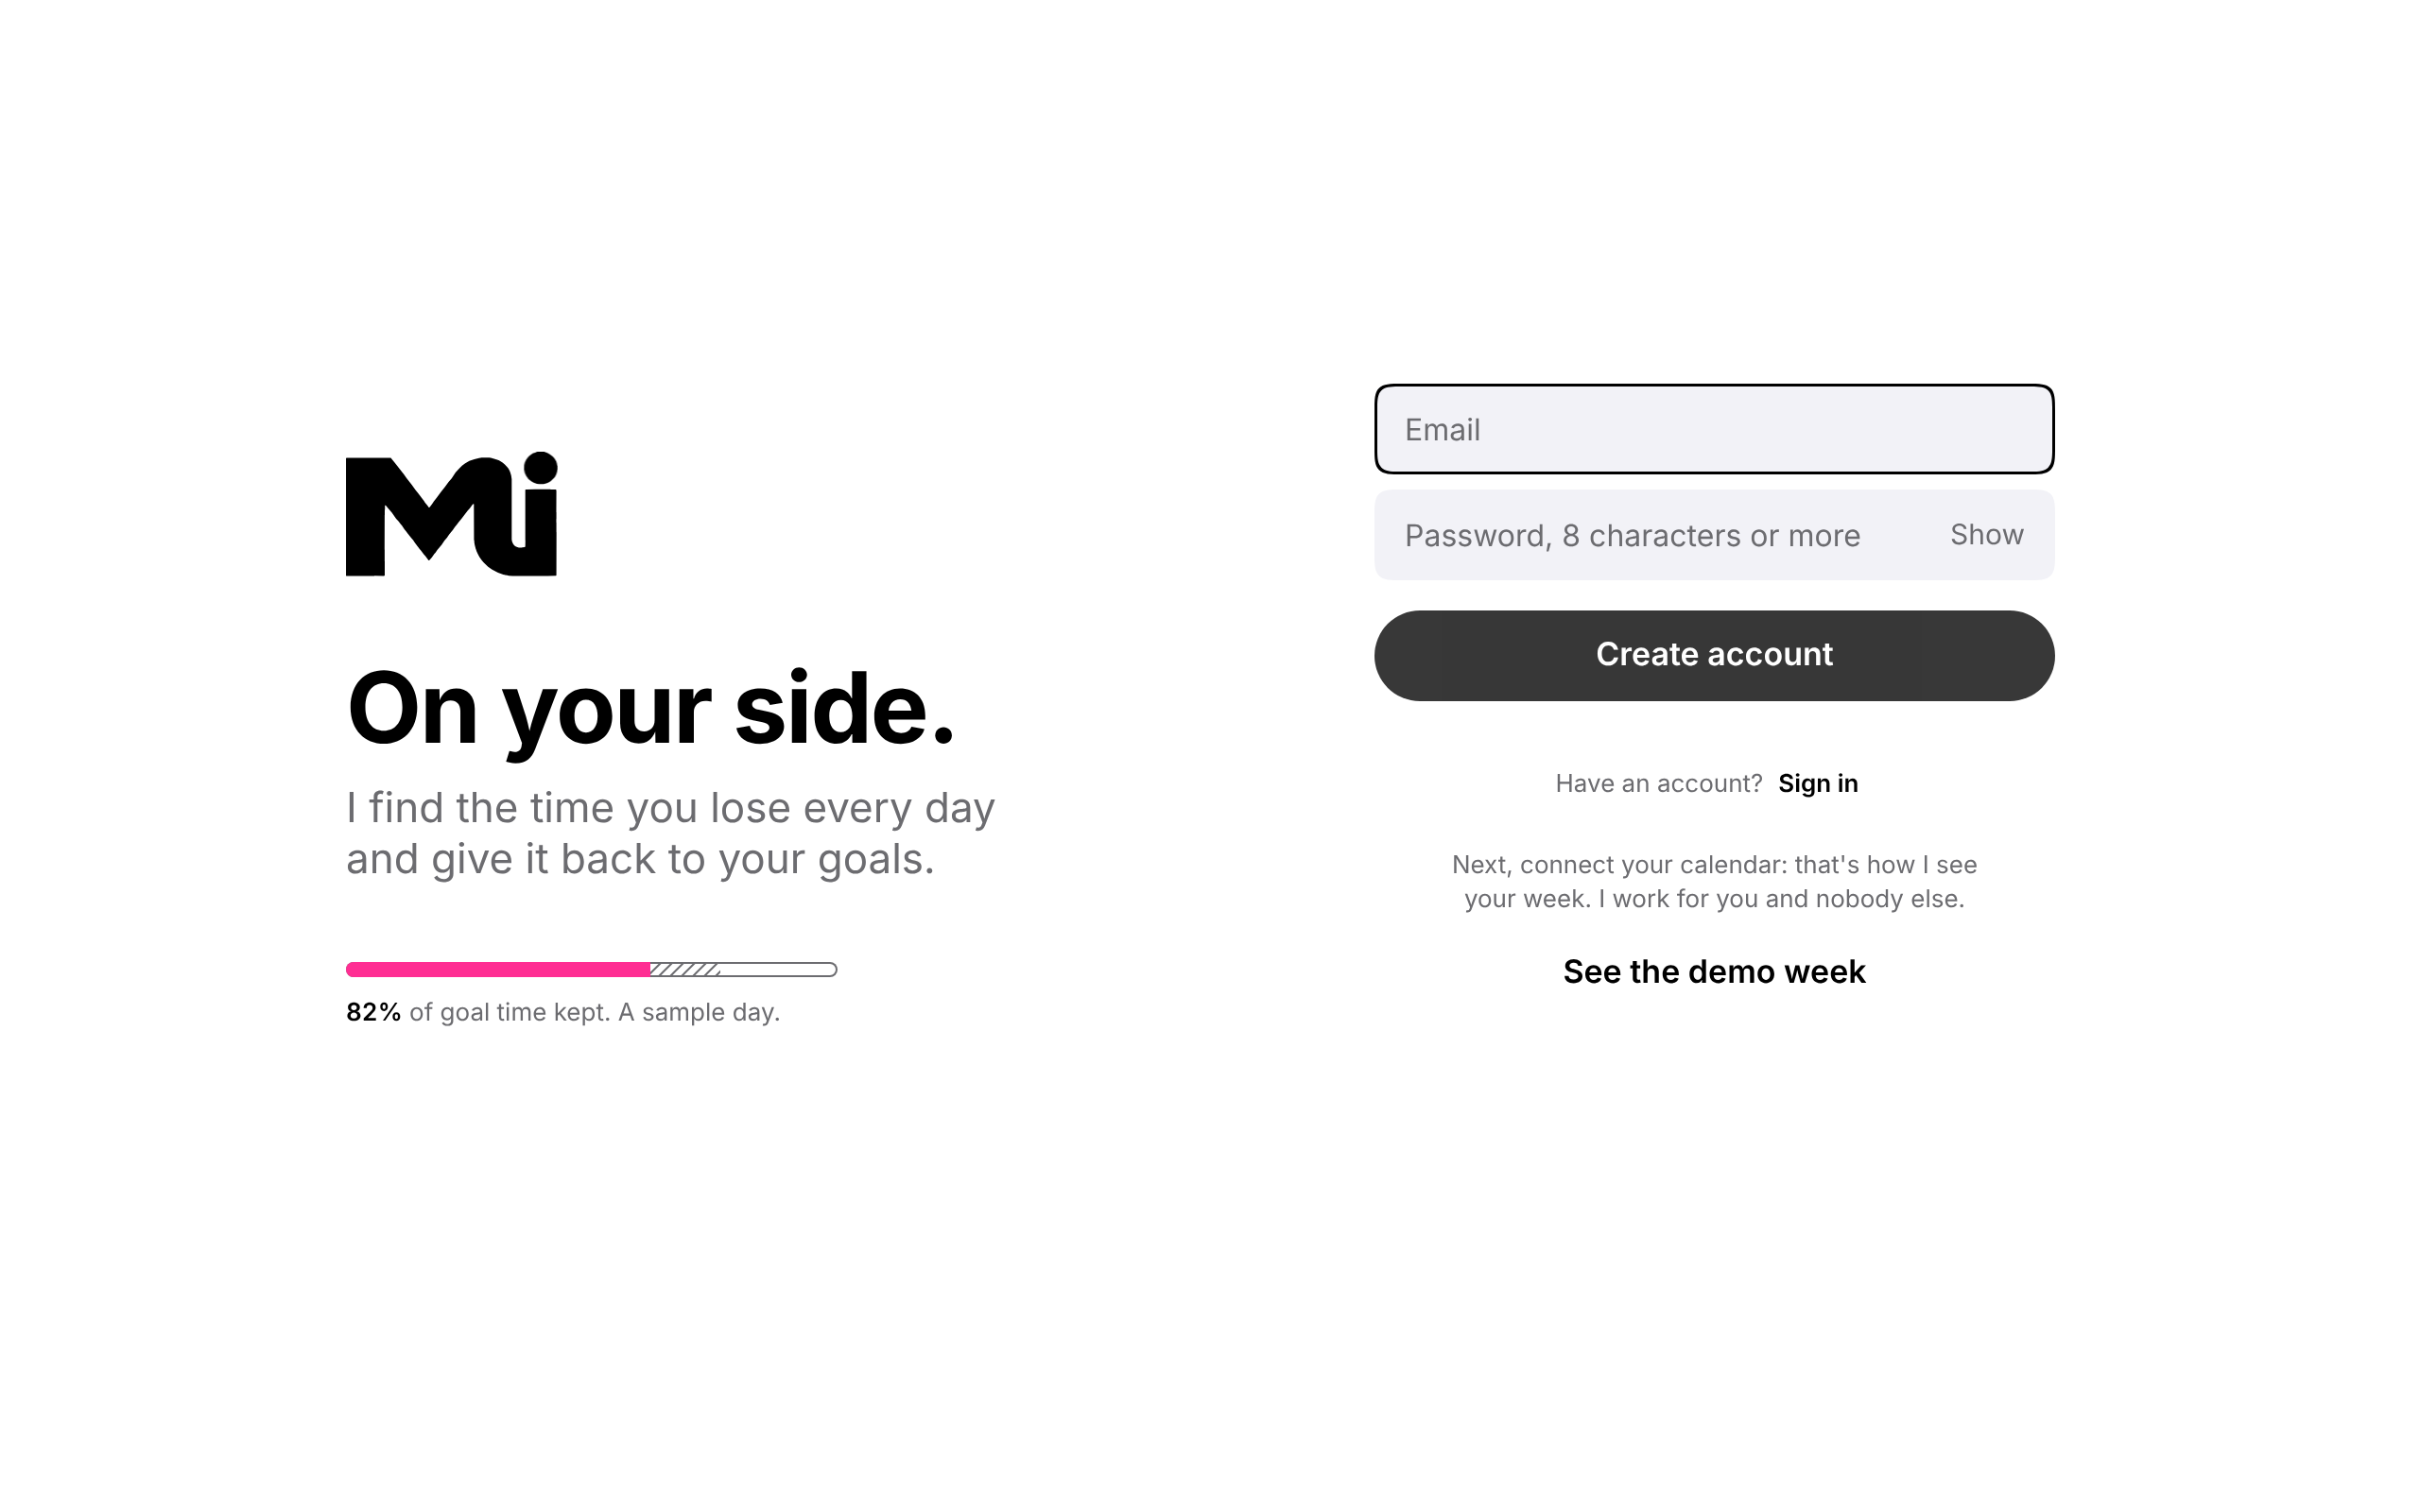 Mi
On your side.
I find the time you lose every day
and give it back to your goals.
82% of goal time kept. A sample day.
Email
Password, 8 characters or more Show
Create account
Have an account? Sign in
Next, connect your calendar: that's how I see
your week. I work for you and nobody else.
See the demo week